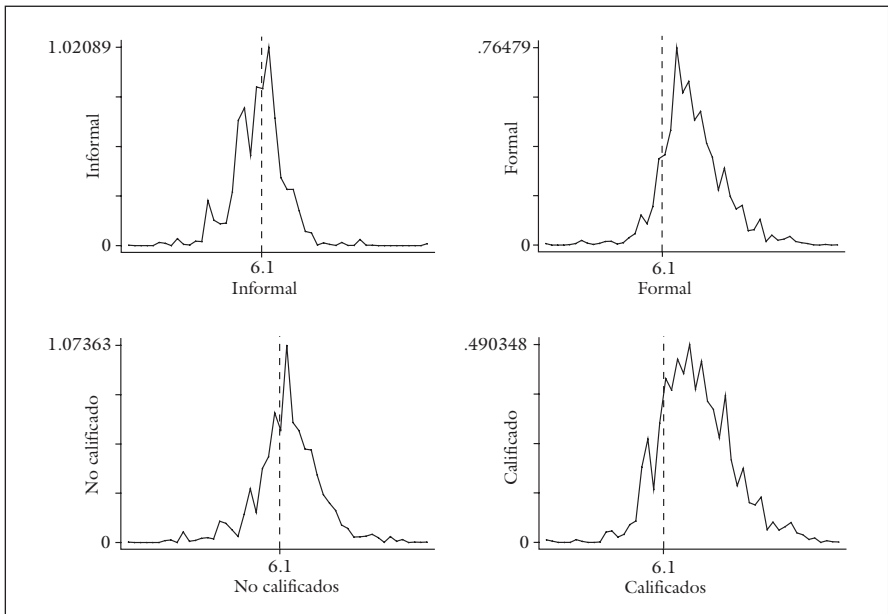 1.02089
Informal
0
6.1
Informal
.76479
Formal
0
6.1
Formal
1.07363
No calificado
0
6.1
No calificados
.490348
Calificado
0
6.1
Calificados